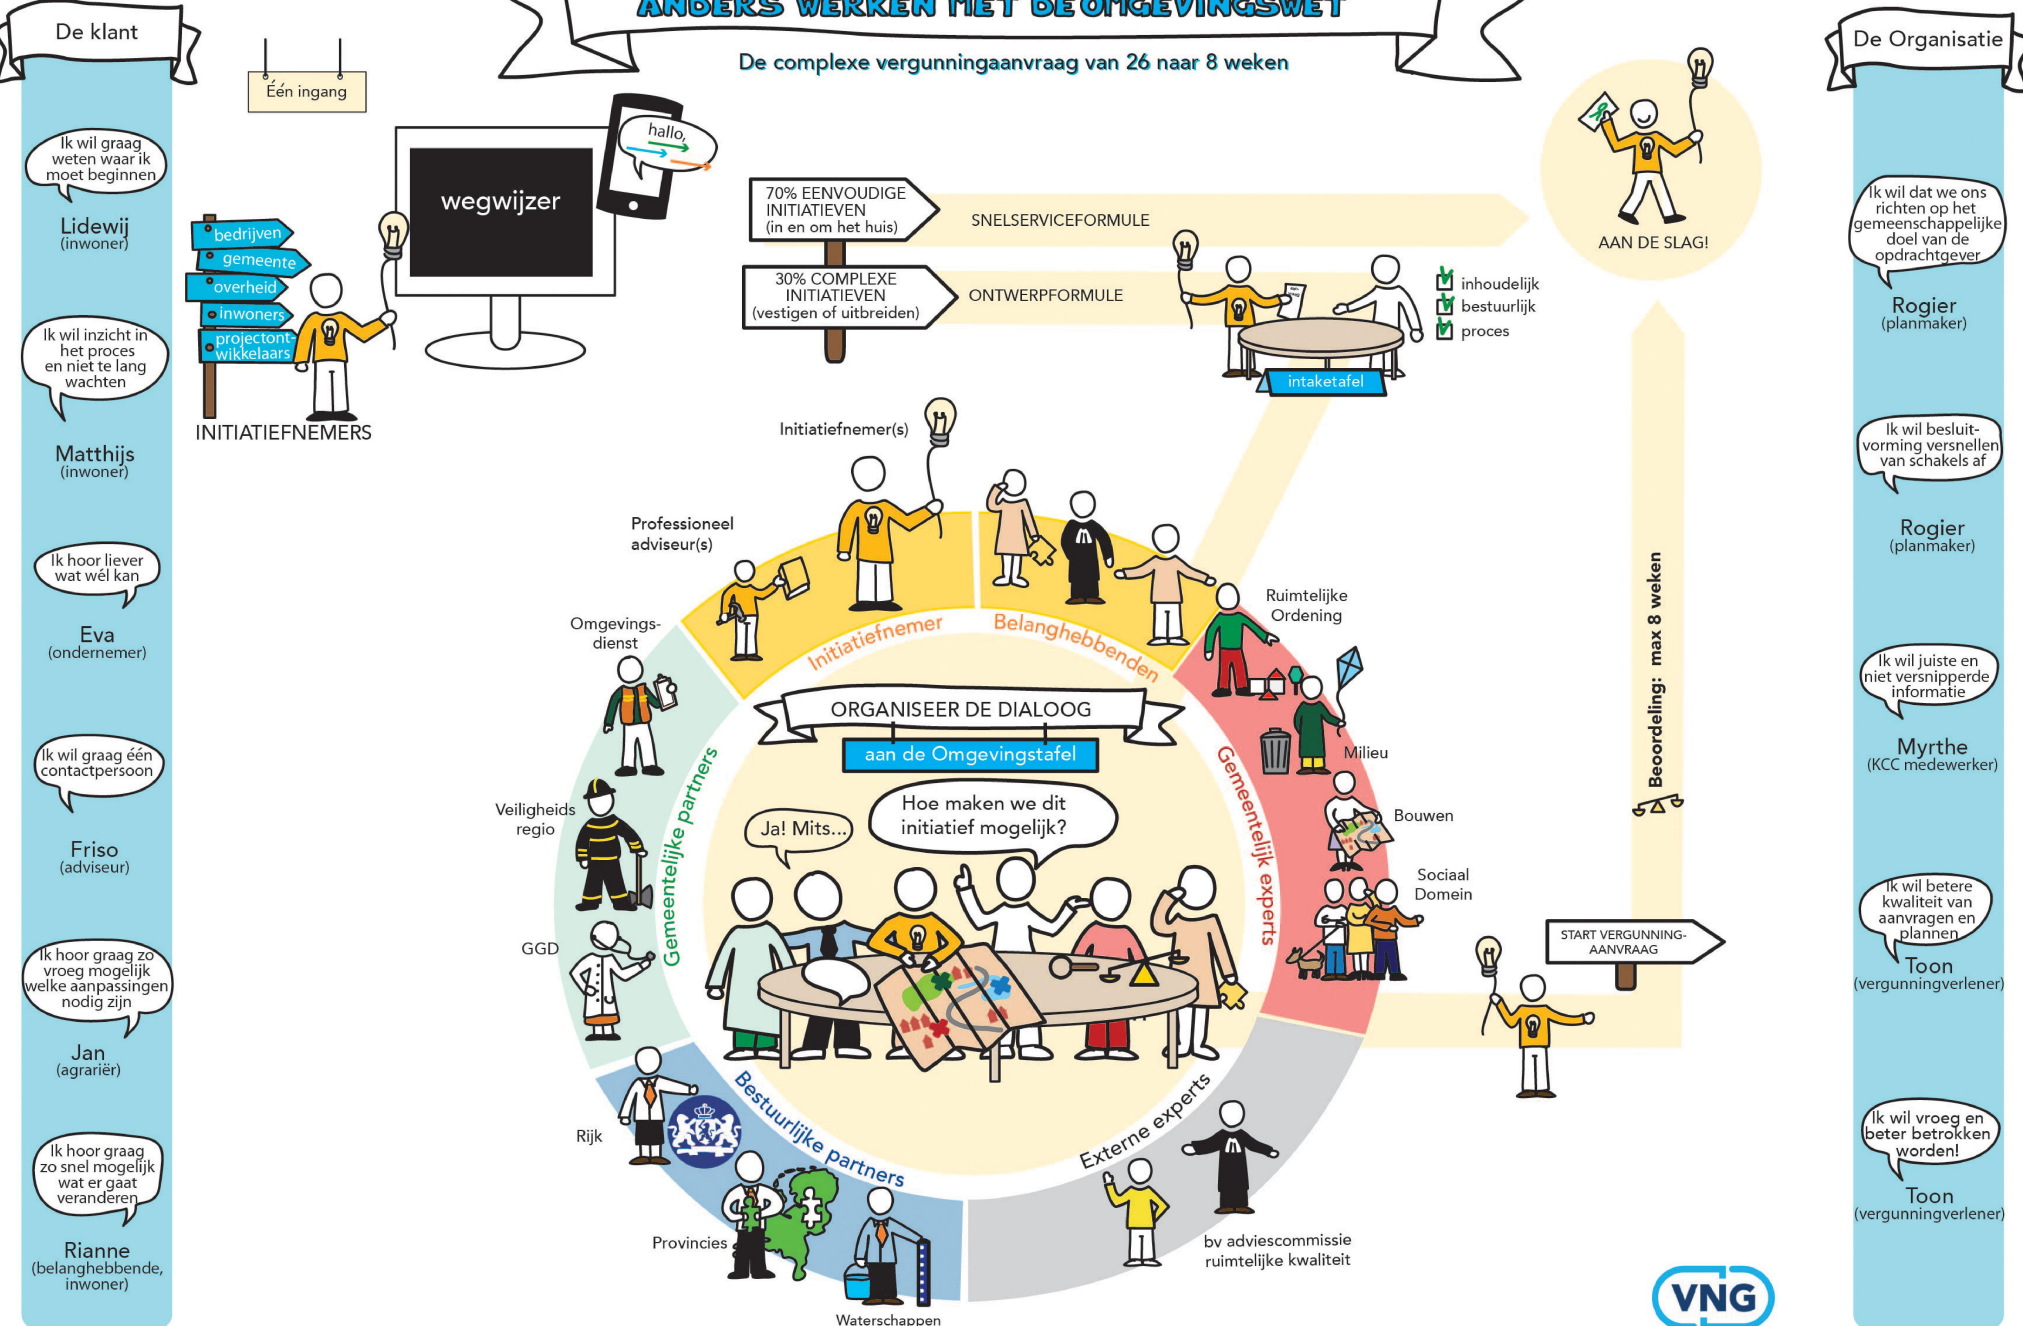 ANDERS WERKEN MET DE OMGEVINGSWET
De complexe vergunningaanvraag van 26 naar 8 weken
De klant
Ik wil graag
weten waar ik
moet beginnen
Lidewij
(inwoner)
Ik wil inzicht in
het proces
en niet te lang
wachten
Matthijs
(inwoner)
Ik hoor liever
wat wél kan
Eva
(ondernemer)
Ik wil graag één
contactpersoon
Friso
(adviseur)
Ik hoor graag zo
vroeg mogelijk
welke aanpassingen
nodig zijn
Jan
(agrariër)
Ik hoor graag
zo snel mogelijk
wat er gaat
veranderen
Rianne
(belanghebbende,
inwoner)
Één ingang
bedrijven
gemeente
overheid
inwoners
projectont-
wikkelaars
INITIATIEFNEMERS
wegwijzer
hallo,
70% EENVOUDIGE
INITIATIEVEN
(in en om het huis)
SNELSERVICEFORMULE
30% COMPLEXE
INITIATIEVEN
(vestigen of uitbreiden)
ONTWERPFORMULE
intaketafel
inhoudelijk
bestuurlijk
proces
AAN DE SLAG!
Initiatiefnemer(s)
Professioneel
adviseur(s)
Initiatiefnemer
Belanghebbenden
Omgevings-
dienst
Veiligheids
regio
GGD
Gemeentelijke partners
Ruimtelijke
Ordening
Milieu
Bouwen
Sociaal
Domein
Gemeentelijk experts
ORGANISEER DE DIALOOG
aan de Omgevingstafel
Ja! Mits...
Hoe maken we dit
initiatief mogelijk?
Rijk
Provincies
Waterschappen
Bestuurlijke partners
Externe experts
bv adviescommissie
ruimtelijke kwaliteit
START VERGUNNING-
AANVRAAG
Beoordeling: max 8 weken
De Organisatie
Ik wil dat we ons
richten op het
gemeenschappelijke
doel van de
opdrachtgever
Rogier
(planmaker)
Ik wil besluit-
vorming versnellen
van schakels af
Rogier
(planmaker)
Ik wil juiste en
niet versnipperde
informatie
Myrthe
(KCC medewerker)
Ik wil betere
kwaliteit van
aanvragen en
plannen
Toon
(vergunningverlener)
Ik wil vroeg en
beter betrokken
worden!
Toon
(vergunningverlener)
VNG